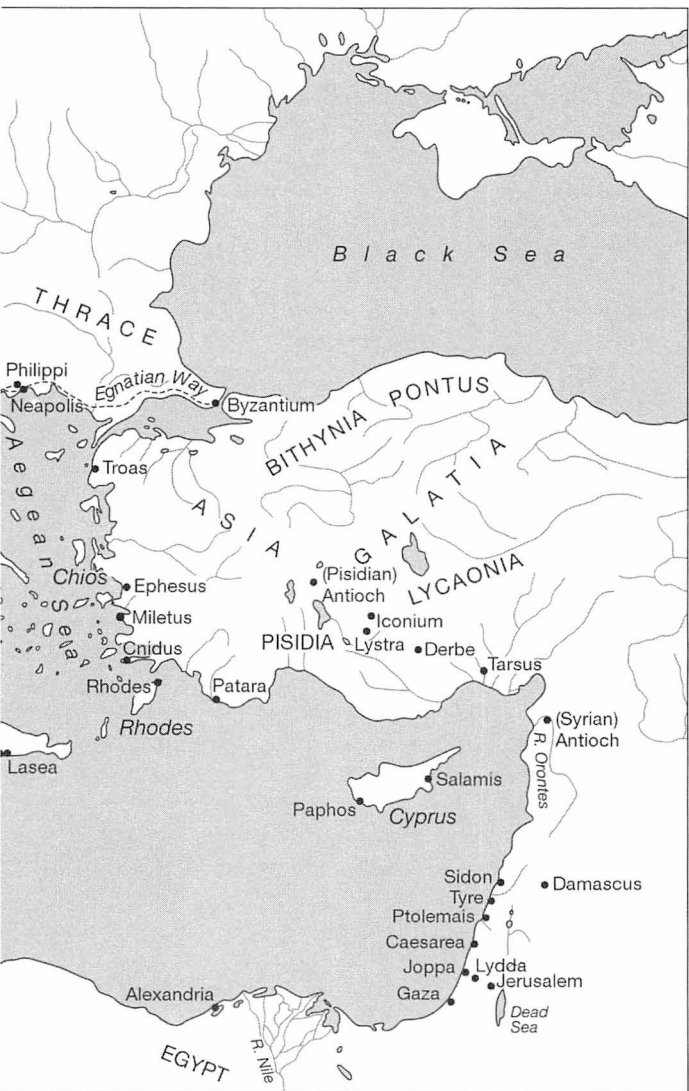 Black Sea
THRACE
Philippi
Egnatian Way
Neapolis
Byzantium
BITHYNIA
PONTUS
Aegean Sea
Troas
ASIA
GALATIA
Chios
Ephesus
(Pisidian)
Antioch
LYCAONIA
Miletus
Iconium
PISIDIA
Lystra
Derbe
Cnidus
Tarsus
Rhodes
Patara
Rhodes
(Syrian)
Antioch
R. Orontes
Lasea
Salamis
Paphos
Cyprus
Sidon
Damascus
Tyre
Ptolemais
Caesarea
Joppa
Lydda
Jerusalem
Gaza
Alexandria
Dead
Sea
EGYPT
R. Nile